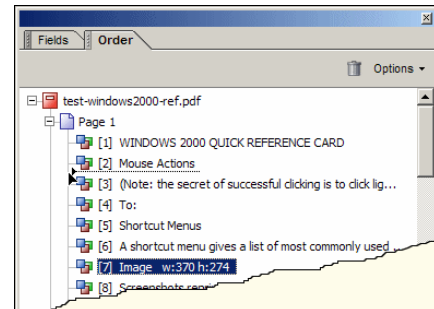 Fields Order
Options
test-windows2000-ref.pdf
Page 1
[1] WINDOWS 2000 QUICK REFERENCE CARD
[2] Mouse Actions
[3] (Note: the secret of successful clicking is to click lig...
[4] To:
[5] Shortcut Menus
[6] A shortcut menu gives a list of most commonly used ...
[7] Image w:370 h:274
[8] Screenshots